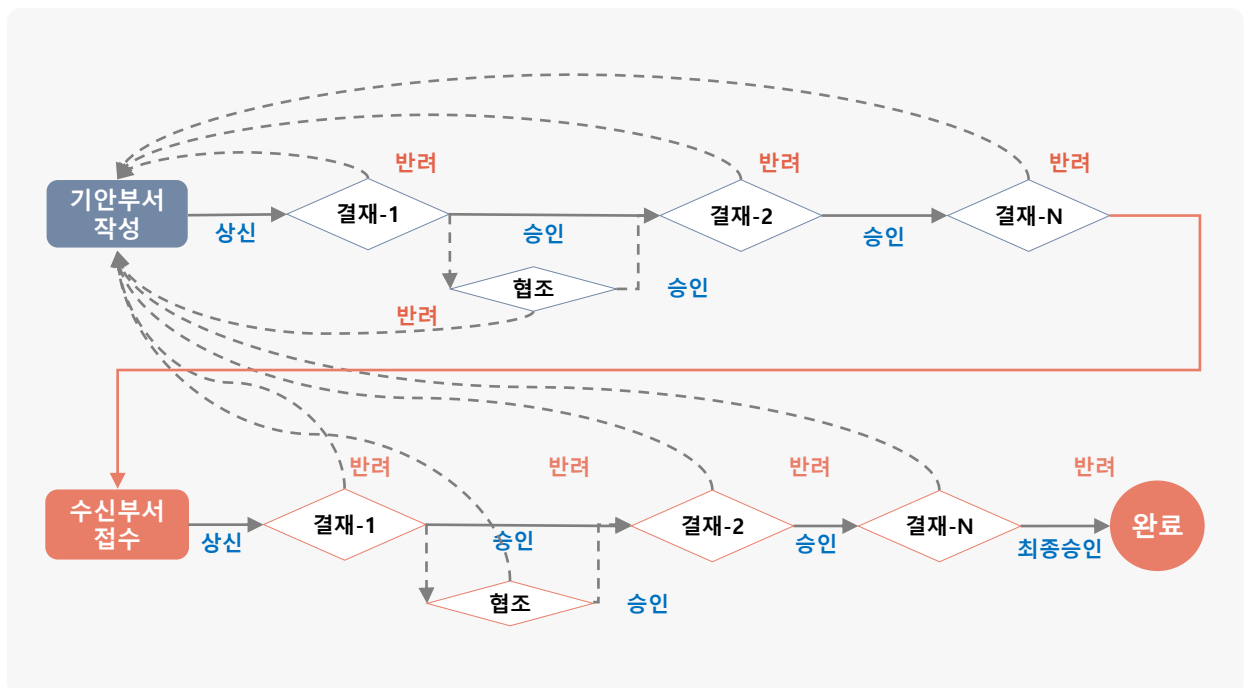 반려
반려
반려
기안부서
작성
상신
결재-1
승인
결재-2
승인
결재-N
협조
승인
반려
반려
반려
반려
반려
수신부서
접수
상신
결재-1
승인
결재-2
승인
결재-N
최종승인
완료
협조
승인